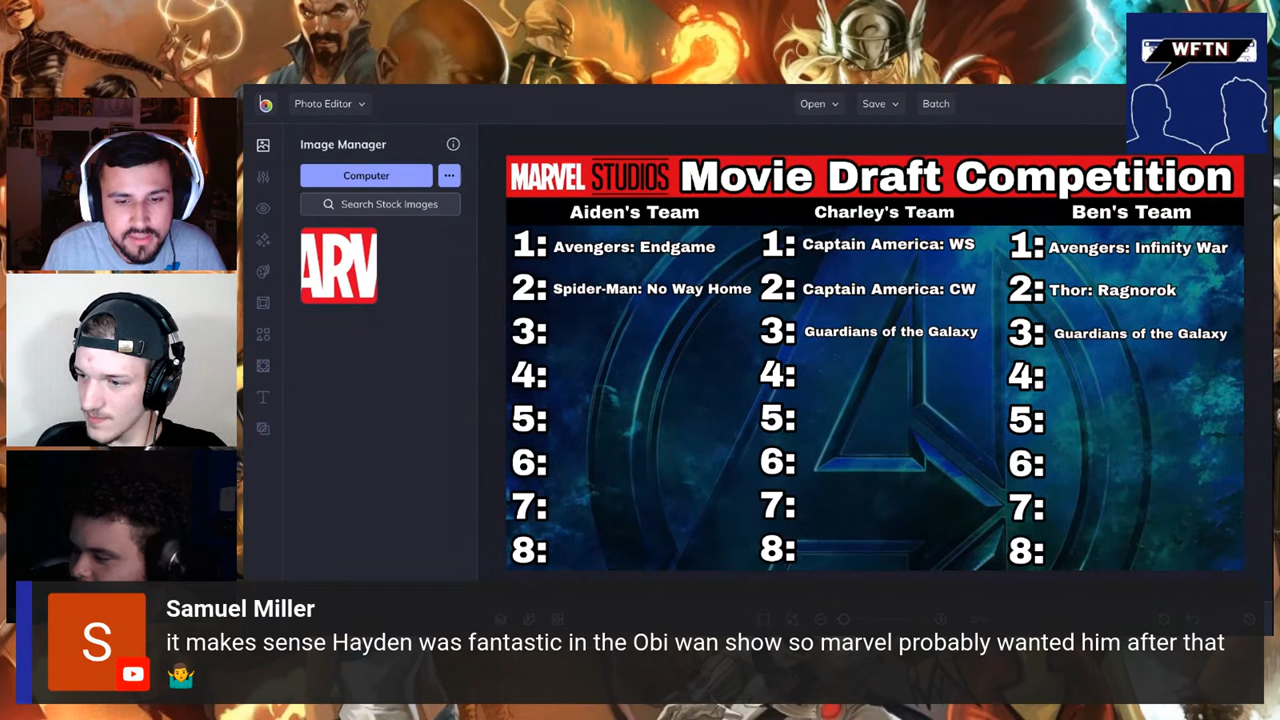 WFTN
Photo Editor
Open
Save
Batch
Image Manager
Computer
Search Stock Images
ARV
MARVEL STUDIOS Movie Draft Competition
Aiden's Team Charley's Team Ben's Team
1: Avengers: Endgame 1: Captain America: WS 1: Avengers: Infinity War
2: Spider-Man: No Way Home 2: Captain America: CW 2: Thor: Ragnorok
3: 3: Guardians of the Galaxy 3: Guardians of the Galaxy
4: 4: 4:
5: 5: 5:
6: 6: 6:
7: 7: 7:
8: 8: 8:
S
Samuel Miller
it makes sense Hayden was fantastic in the Obi wan show so marvel probably wanted him after that
🤷‍♂️